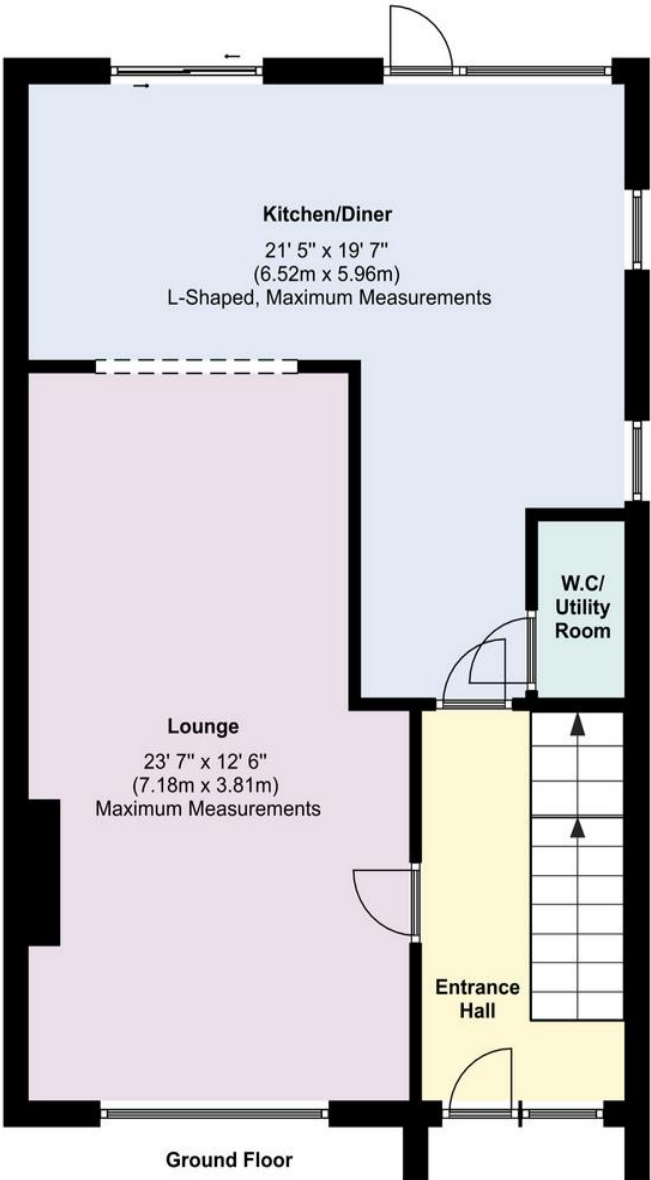 Kitchen/Diner
21' 5" x 19' 7"
(6.52m x 5.96m)
L-Shaped, Maximum Measurements
W.C/
Utility
Room
Lounge
23' 7" x 12' 6"
(7.18m x 3.81m)
Maximum Measurements
Entrance
Hall
Ground Floor